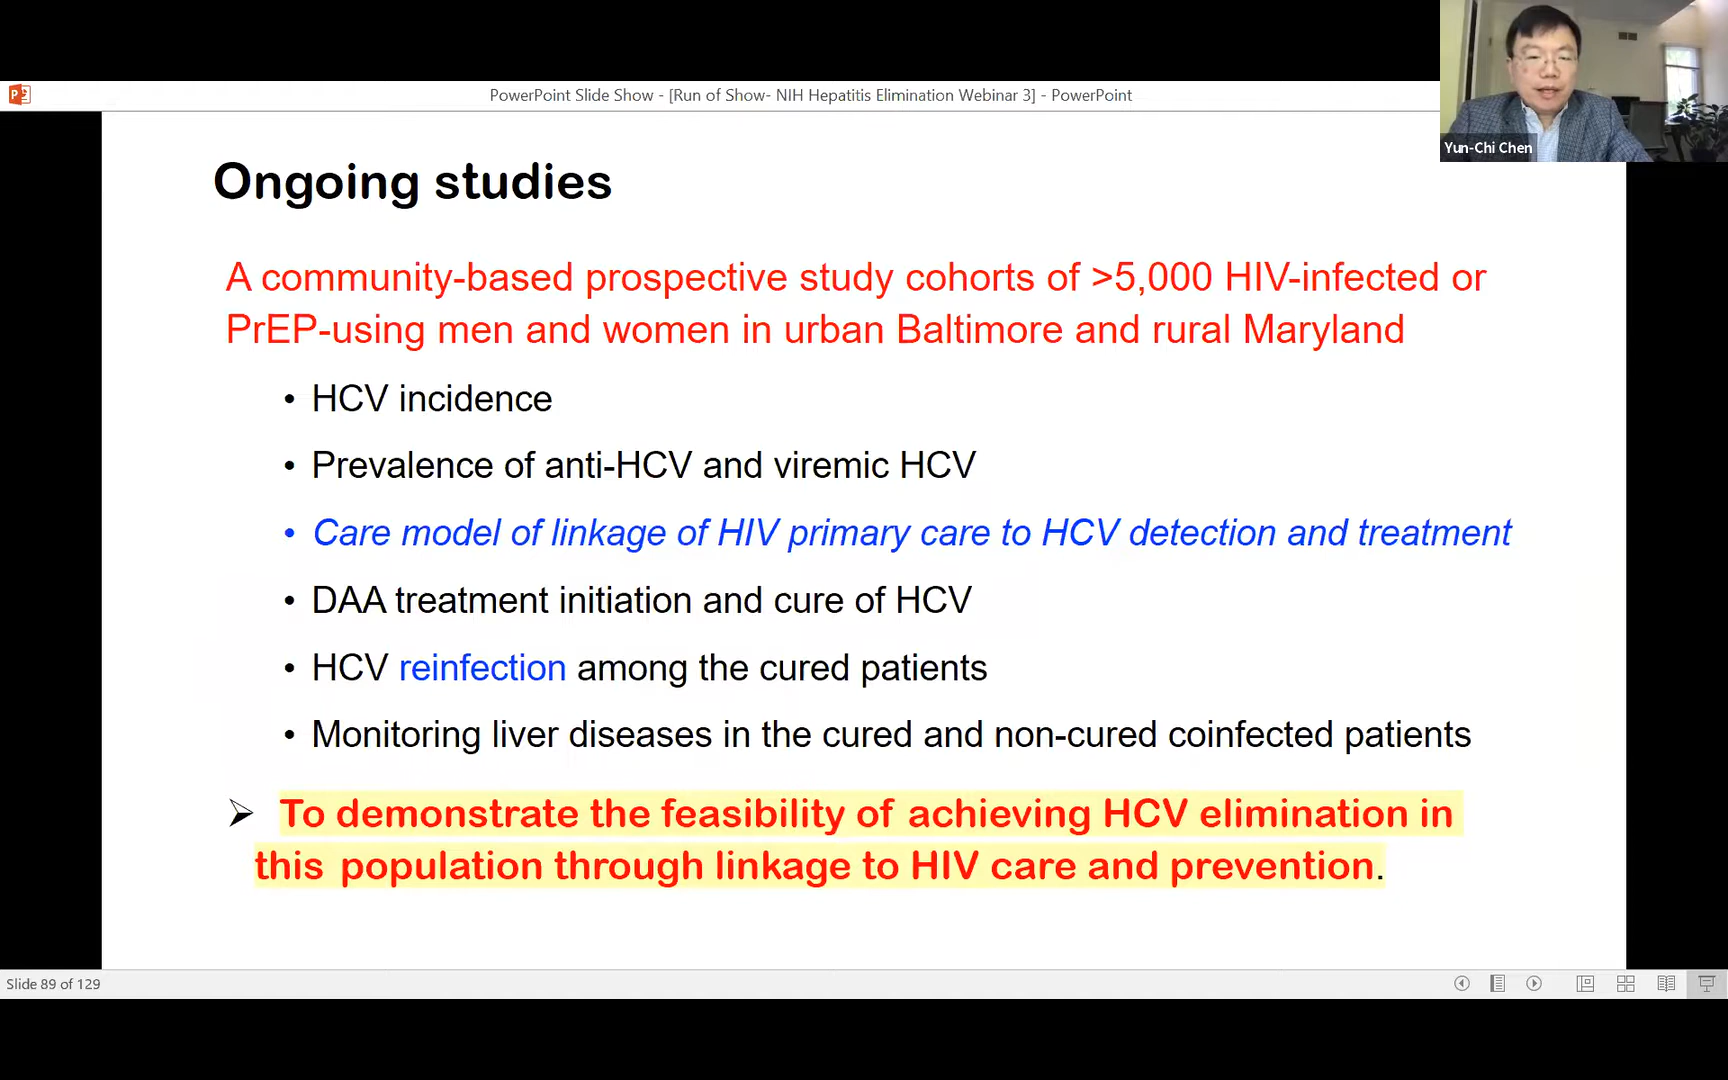 PowerPoint Slide Show - [Run of Show- NIH Hepatitis Elimination Webinar 3] - PowerPoint
Yun-Chi Chen
Ongoing studies
A community-based prospective study cohorts of >5,000 HIV-infected or
PrEP-using men and women in urban Baltimore and rural Maryland
• HCV incidence
• Prevalence of anti-HCV and viremic HCV
• Care model of linkage of HIV primary care to HCV detection and treatment
• DAA treatment initiation and cure of HCV
• HCV reinfection among the cured patients
• Monitoring liver diseases in the cured and non-cured coinfected patients
➢ To demonstrate the feasibility of achieving HCV elimination in
this population through linkage to HIV care and prevention.
Slide 89 of 129